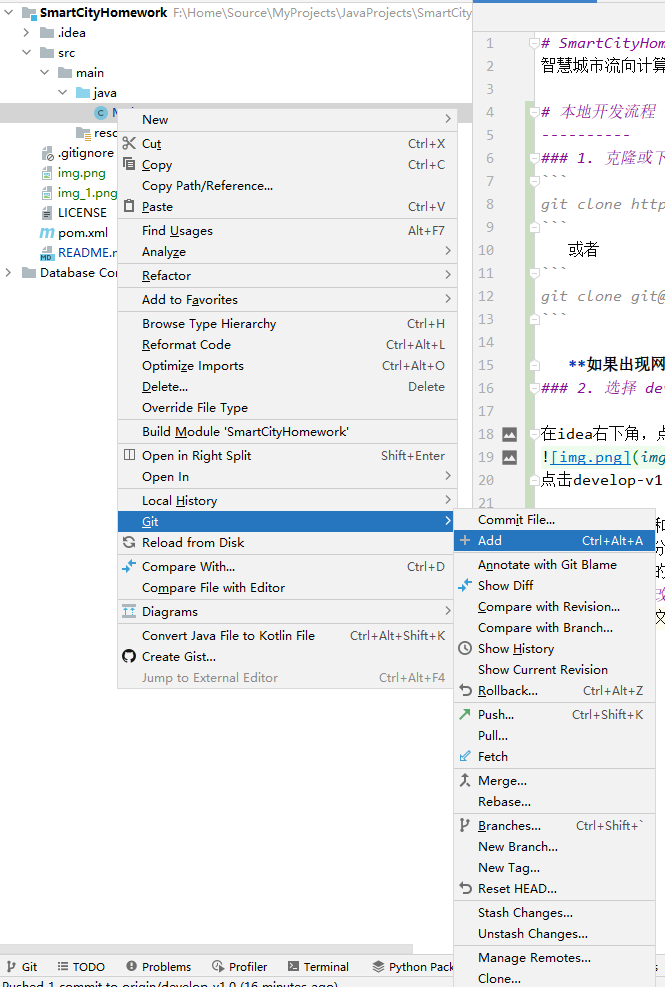 SmartCityHomework F:\Home\Source\MyProjects\JavaProjects\SmartCity
.idea
src
main
java
.gitignore
img.png
img_1.png
LICENSE
pom.xml
README.
Database Co
New
Cut Ctrl+X
Copy Ctrl+C
Copy Path/Reference...
Paste Ctrl+V
Find Usages Alt+F7
Analyze
Refactor
Add to Favorites
Browse Type Hierarchy Ctrl+H
Reformat Code Ctrl+Alt+L
Optimize Imports Ctrl+Alt+O
Delete... Delete
Override File Type
Build Module 'SmartCityHomework'
Open in Right Split Shift+Enter
Open In
Local History
Git
Reload from Disk
Compare With... Ctrl+D
Compare File with Editor
Diagrams
Convert Java File to Kotlin File Ctrl+Alt+Shift+K
Create Gist...
Jump to External Editor Ctrl+Alt+F4
Commit File...
Add Ctrl+Alt+A
Annotate with Git Blame
Show Diff
Compare with Revision...
Compare with Branch...
Show History
Show Current Revision
Rollback... Ctrl+Alt+Z
Push... Ctrl+Shift+K
Pull...
Fetch
Merge...
Rebase...
Branches... Ctrl+Shift+`
New Branch...
New Tag...
Reset HEAD...
Stash Changes...
Unstash Changes...
Manage Remotes...
Clone...
1 # SmartCityHom
2 智慧城市流向计算
3
4 # 本地开发流程
5 ----------
6 ### 1. 克隆或下
7 ```
8 git clone http
9 ```
10 或者
11 ```
12 git clone git@
13 ```
14
15 **如果出现网
16 ### 2. 选择 de
17
18 在idea右下角，点
19 ![img.png](img
20 点击develop-v1
21
Git TODO Problems Profiler Terminal Python Pack
Pushed 1 commit to origin/develop-v1.0 (16 minutes ago)